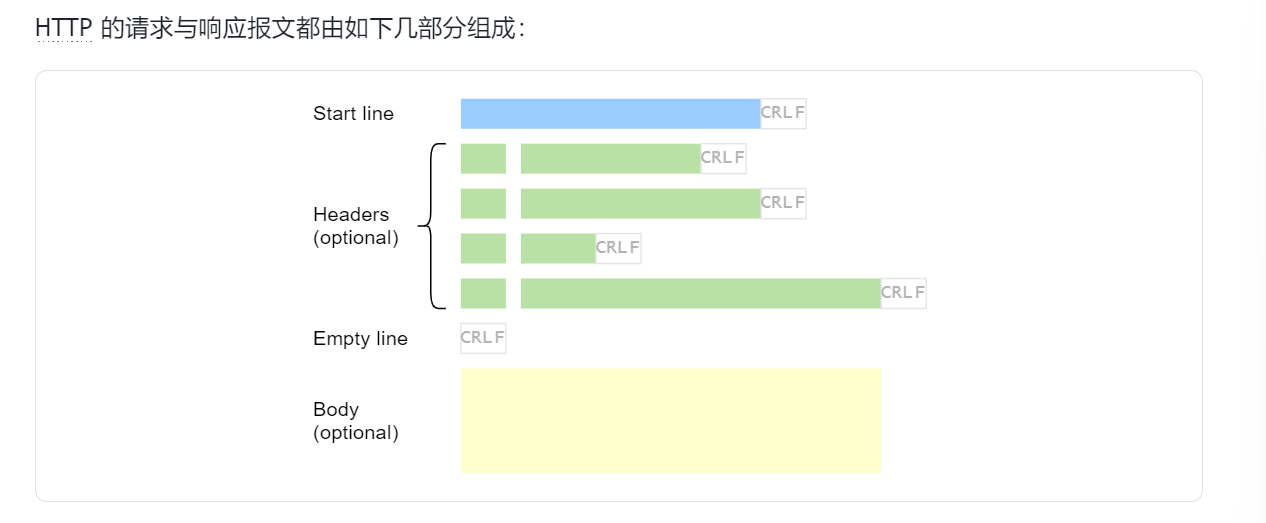 HTTP 的请求与响应报文都由如下几部分组成：
Start line CRLF
CRLF
Headers
(optional)
CRLF
CRLF
CRLF
Empty line CRLF
Body
(optional)